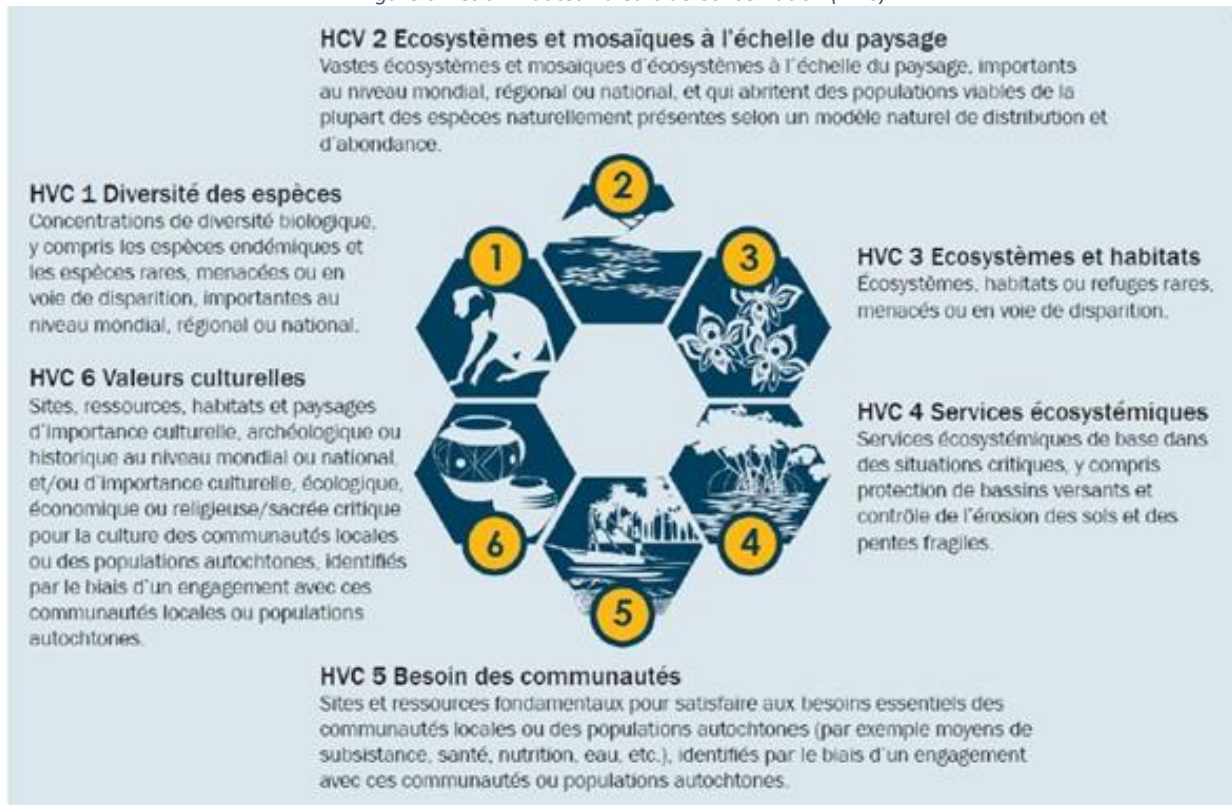 HCV 2 Ecosystèmes et mosaïques à l'échelle du paysage
Vastes écosystèmes et mosaïques d'écosystèmes à l'échelle du paysage, importants
au niveau mondial, régional ou national, et qui abritent des populations viables de la
plupart des espèces naturellement présentes selon un modèle naturel de distribution et
d'abondance.
HVC 1 Diversité des espèces
Concentrations de diversité biologique,
y compris les espèces endémiques et
les espèces rares, menacées ou en
voie de disparition, importantes au
niveau mondial, régional ou national.
2
1
3
HVC 3 Ecosystèmes et habitats
Écosystèmes, habitats ou refuges rares,
menacés ou en voie de disparition.
HVC 6 Valeurs culturelles
Sites, ressources, habitats et paysages
d'importance culturelle, archéologique ou
historique au niveau mondial ou national,
et/ou d'importance culturelle, écologique,
économique ou religieuse/sacrée critique
pour la culture des communautés locales
ou des populations autochtones, identifiés
par le biais d'un engagement avec ces
communautés locales ou populations
autochtones.
6
5
4
HVC 4 Services écosystémiques
Services écosystémiques de base dans
des situations critiques, y compris
protection de bassins versants et
contrôle de l'érosion des sols et des
pentes fragiles.
HVC 5 Besoin des communautés
Sites et ressources fondamentaux pour satisfaire aux besoins essentiels des
communautés locales ou des populations autochtones (par exemple moyens de
subsistance, santé, nutrition, eau, etc.), identifiés par le biais d'un engagement
avec ces communautés ou populations autochtones.